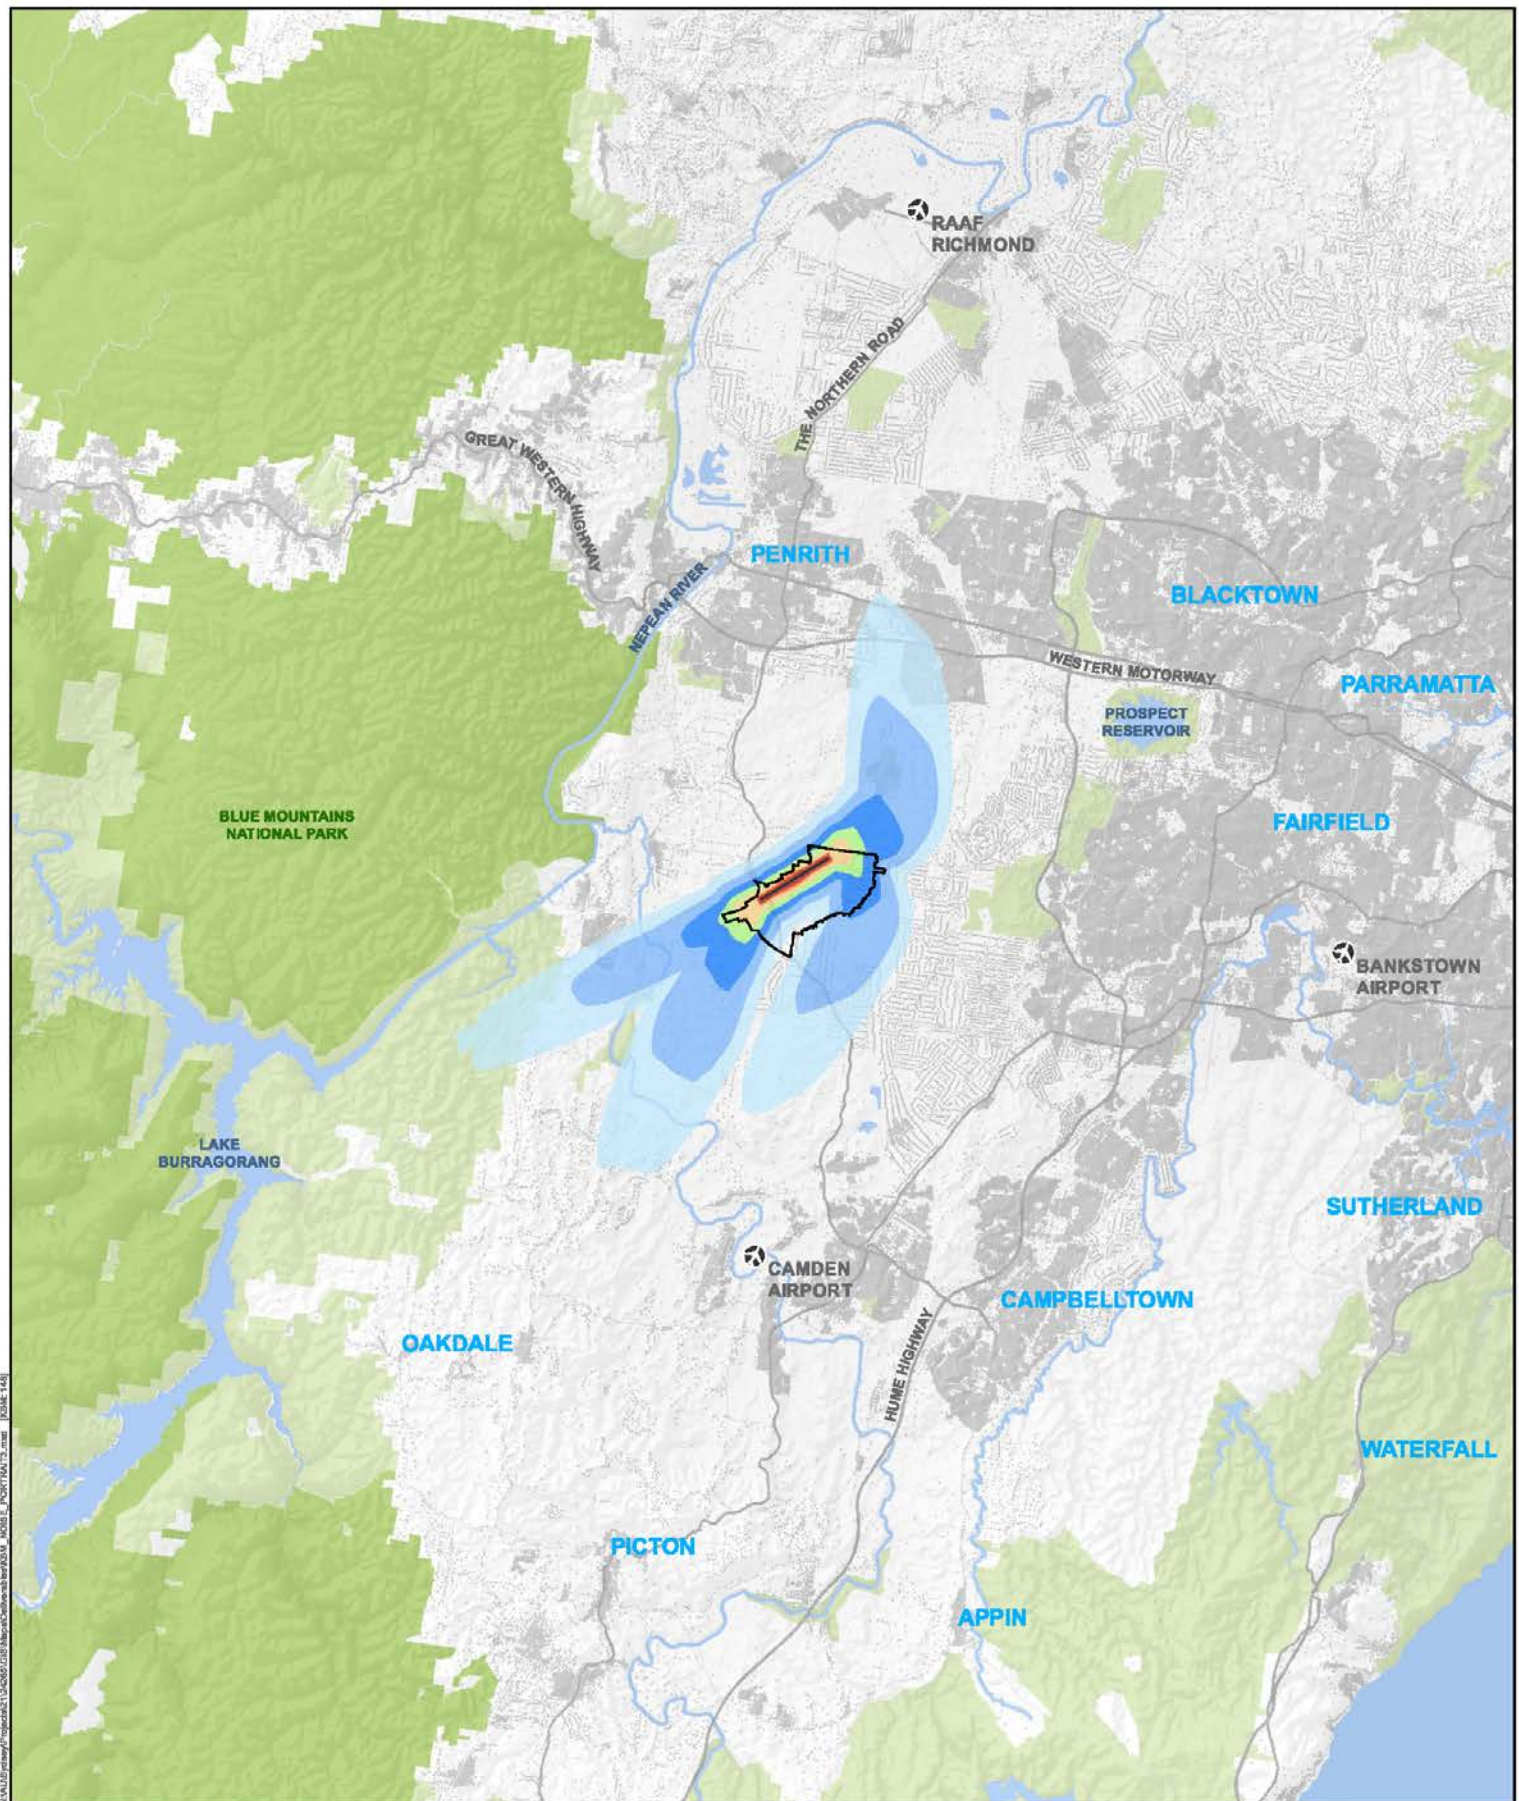 RAAF
RICHMOND
THE NORTHERN ROAD
GREAT WESTERN HIGHWAY
PENRITH
NEPEAN RIVER
BLACKTOWN
WESTERN MOTORWAY
PARRAMATTA
PROSPECT
RESERVOIR
BLUE MOUNTAINS
NATIONAL PARK
FAIRFIELD
BANKSTOWN
AIRPORT
LAKE
BURRAGORANG
SUTHERLAND
CAMDEN
AIRPORT
CAMPBELLTOWN
OAKDALE
HUME HIGHWAY
WATERFALL
PICTON
APPIN